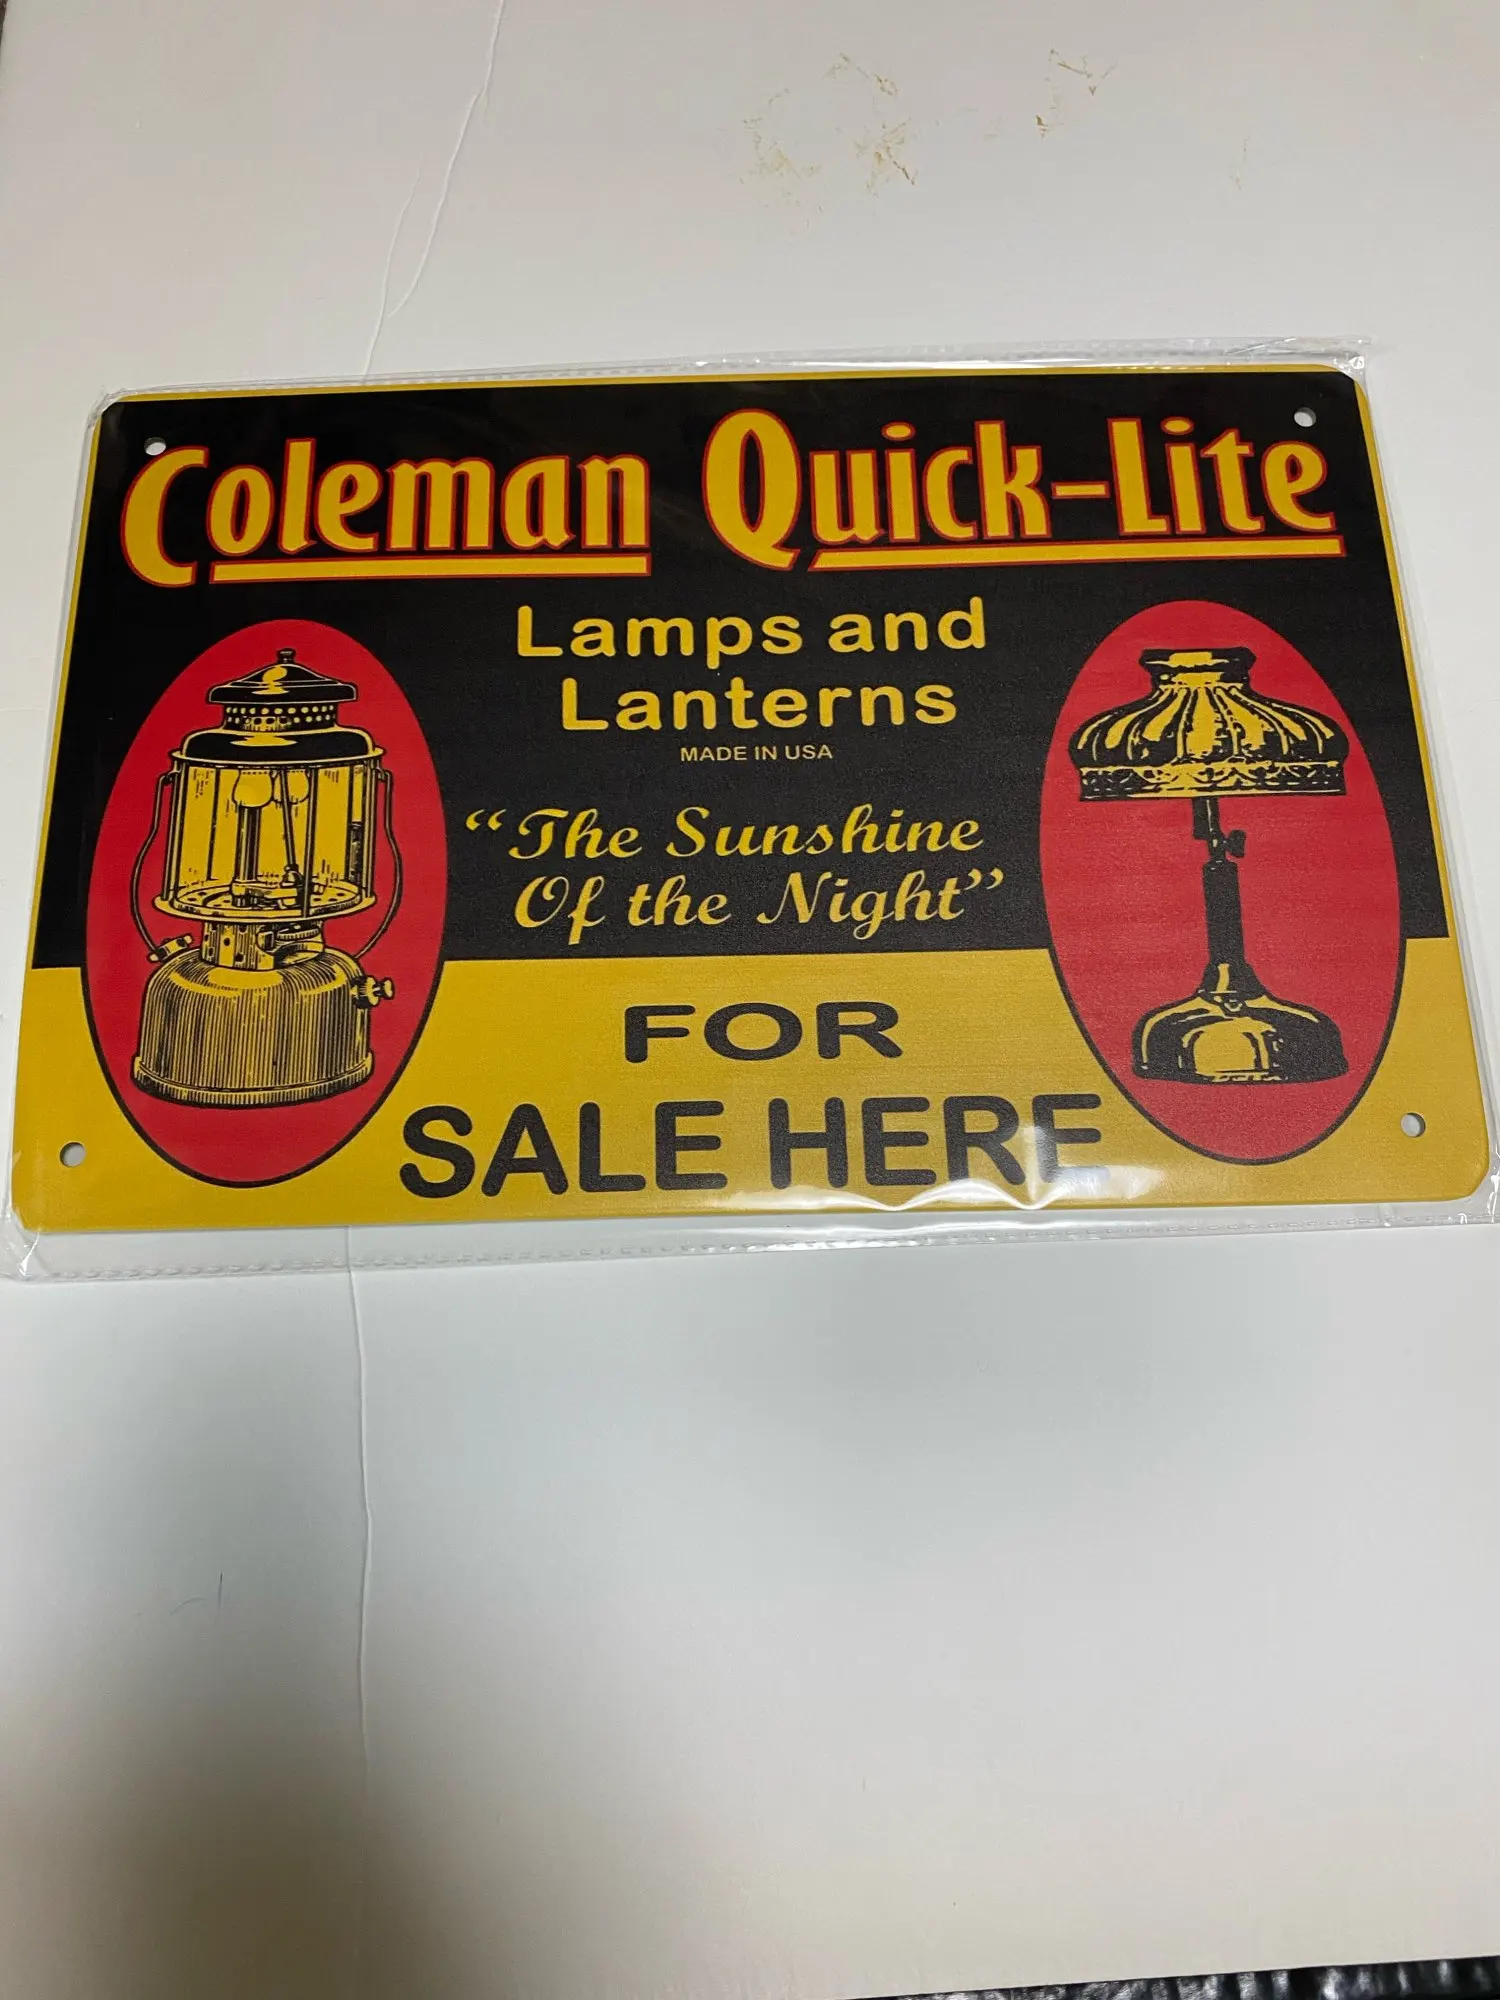 Coleman Quick-Lite
Lamps and
Lanterns
MADE IN USA
“The Sunshine
Of the Night”
FOR
SALE HERE